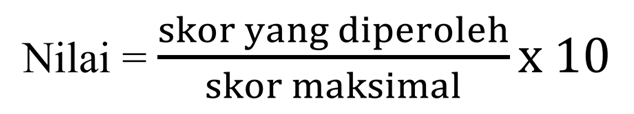 Nilai = skor yang diperoleh / skor maksimal x 10